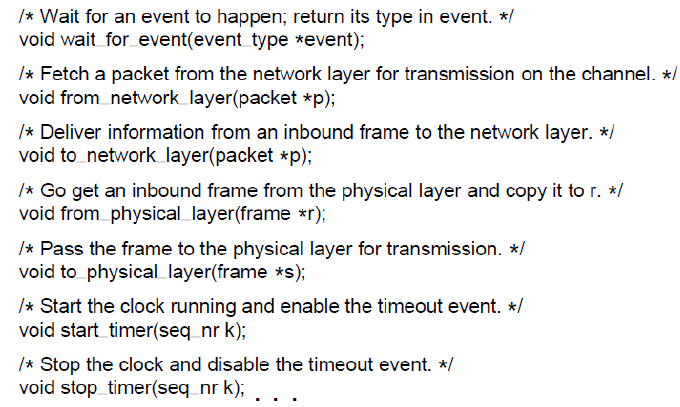 /* Wait for an event to happen; return its type in event. */
void wait_for_event(event_type *event);
/* Fetch a packet from the network layer for transmission on the channel. */
void from_network_layer(packet *p);
/* Deliver information from an inbound frame to the network layer. */
void to_network_layer(packet *p);
/* Go get an inbound frame from the physical layer and copy it to r. */
void from_physical_layer(frame *r);
/* Pass the frame to the physical layer for transmission. */
void to_physical_layer(frame *s);
/* Start the clock running and enable the timeout event. */
void start_timer(seq_nr k);
/* Stop the clock and disable the timeout event. */
void stop_timer(seq_nr k);
. . .